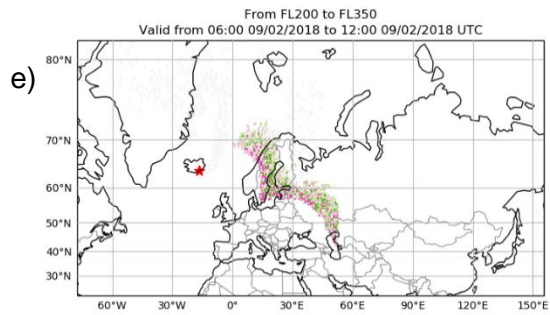 From FL200 to FL350
Valid from 06:00 09/02/2018 to 12:00 09/02/2018 UTC
e)
80°N
70°N
60°N
50°N
40°N
30°N
60°W 30°W 0° 30°E 60°E 90°E 120°E 150°E